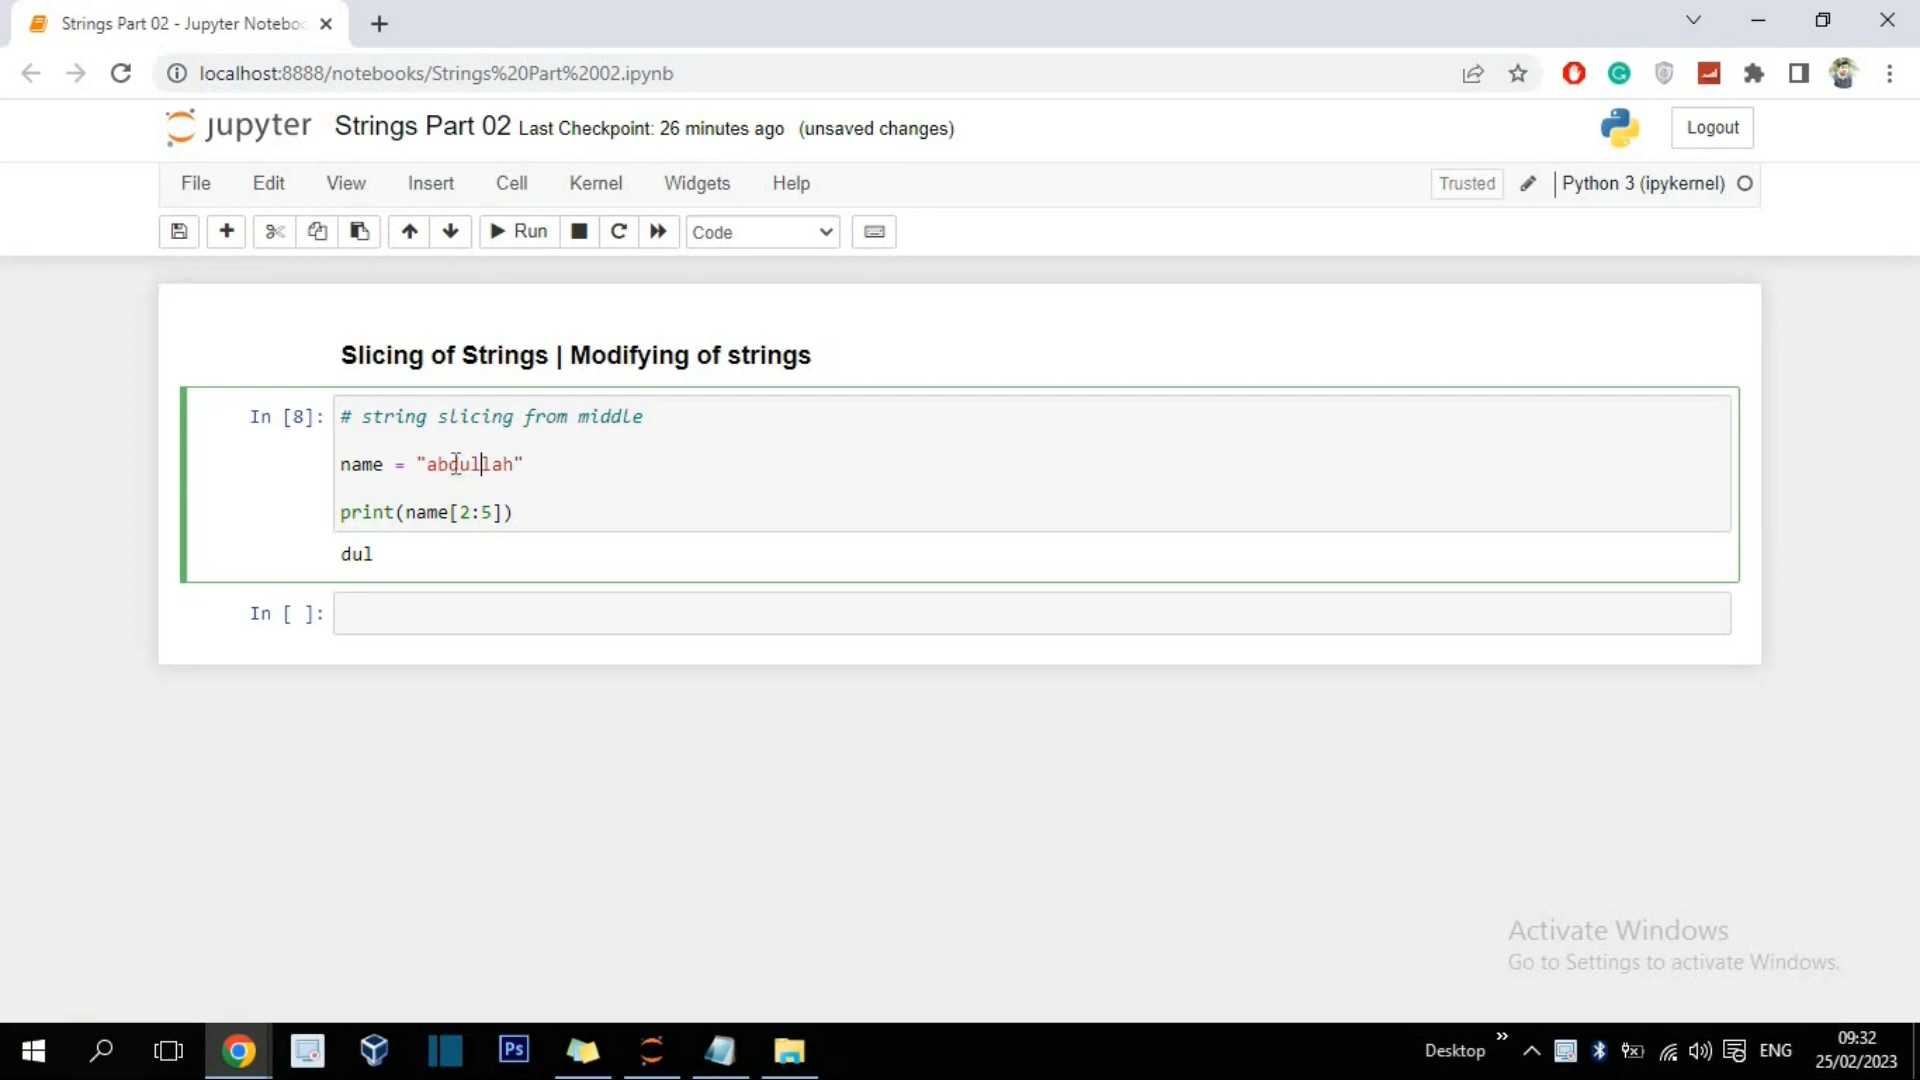 Strings Part 02 - Jupyter Noteboo
localhost:8888/notebooks/Strings%20Part%2002.ipynb
jupyter Strings Part 02 Last Checkpoint: 26 minutes ago (unsaved changes)
Logout
File Edit View Insert Cell Kernel Widgets Help
Trusted Python 3 (ipykernel)
Run Code
Slicing of Strings | Modifying of strings
In [8]: # string slicing from middle
name = "abdullah"
print(name[2:5])
dul
In [ ]:
Activate Windows
Go to Settings to activate Windows.
Ps
Desktop
ENG
09:32
25/02/2023